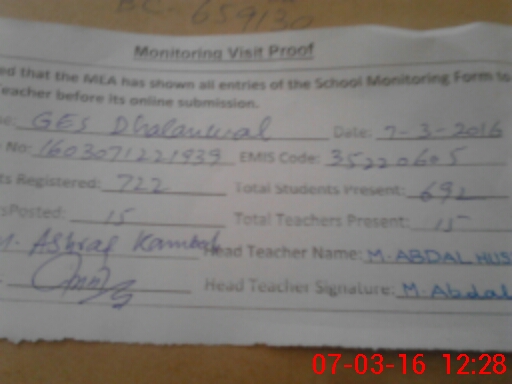 BC. 659130
Monitoring Visit Proof
ed that the MEA has shown all entries of the School Monitoring Form to
Teacher before its online submission.
e: GES Dhalanwal Date: 7-3-2016
No: 1603071221939 EMIS Code: 35220605
ts Registered: 722 Total Students Present: 692
rsPosted: 15 Total Teachers Present: 15
M. Ashraf Kamboh Head Teacher Name: M. ABDAL HUS
Head Teacher Signature: M. Abdal
07-03-16 12:28